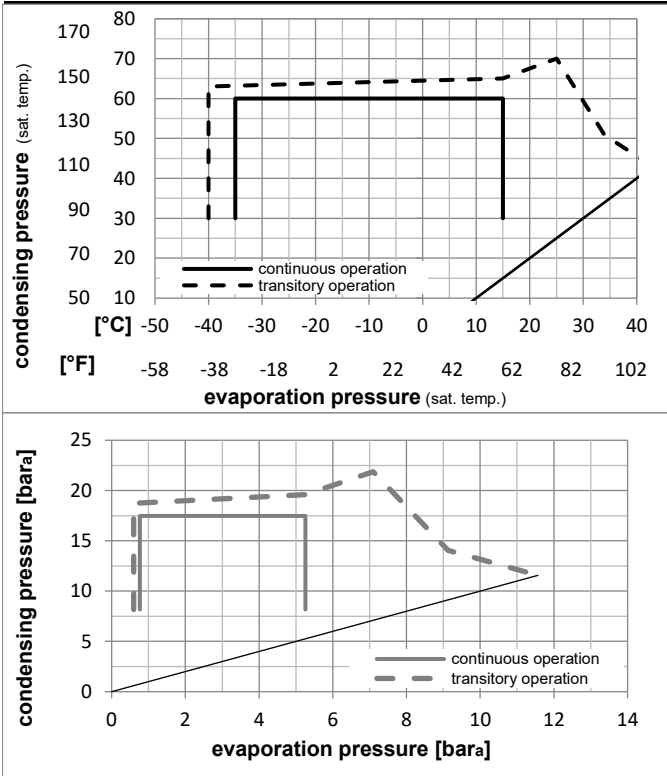 condensing pressure (sat. temp.)
170 80
150 70
130 60
110 50
90 40
70 30
50 20
10
continuous operation
transitory operation
[°C] -50 -40 -30 -20 -10 0 10 20 30 40
[°F] -58 -38 -18 2 22 42 62 82 102
evaporation pressure (sat. temp.)
condensing pressure [bara]
25
20
15
10
5
0
continuous operation
transitory operation
0 2 4 6 8 10 12 14
evaporation pressure [bara]